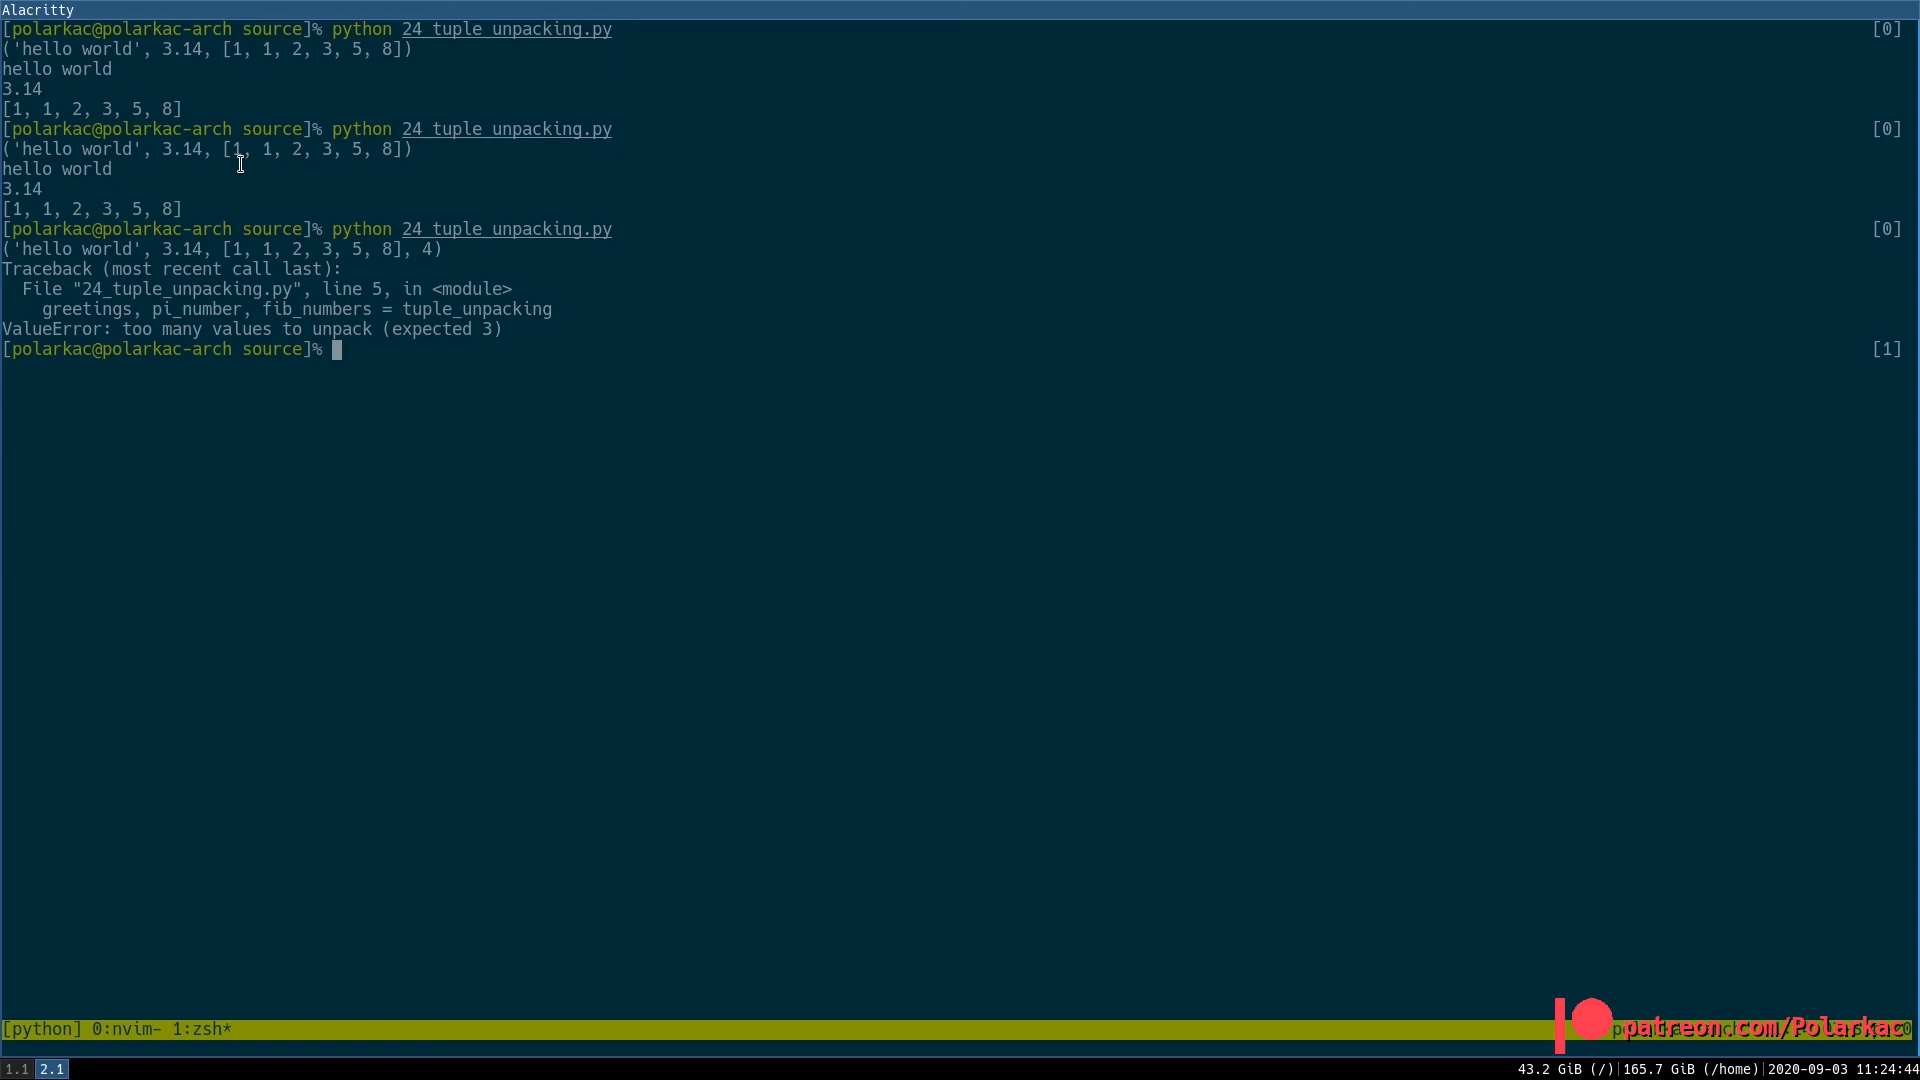 Alacritty
[polarkac@polarkac-arch source]% python 24_tuple_unpacking.py [0]
('hello world', 3.14, [1, 1, 2, 3, 5, 8])
hello world
3.14
[1, 1, 2, 3, 5, 8]
[polarkac@polarkac-arch source]% python 24_tuple_unpacking.py [0]
('hello world', 3.14, [1, 1, 2, 3, 5, 8])
hello world
3.14
[1, 1, 2, 3, 5, 8]
[polarkac@polarkac-arch source]% python 24_tuple_unpacking.py [0]
('hello world', 3.14, [1, 1, 2, 3, 5, 8], 4)
Traceback (most recent call last):
  File "24_tuple_unpacking.py", line 5, in <module>
    greetings, pi_number, fib_numbers = tuple_unpacking
ValueError: too many values to unpack (expected 3)
[polarkac@polarkac-arch source]% [1]
[python] 0:nvim- 1:zsh*
patreon.com/Polarkac
1.1 2.1 43.2 GiB (/)|165.7 GiB (/home)|2020-09-03 11:24:44